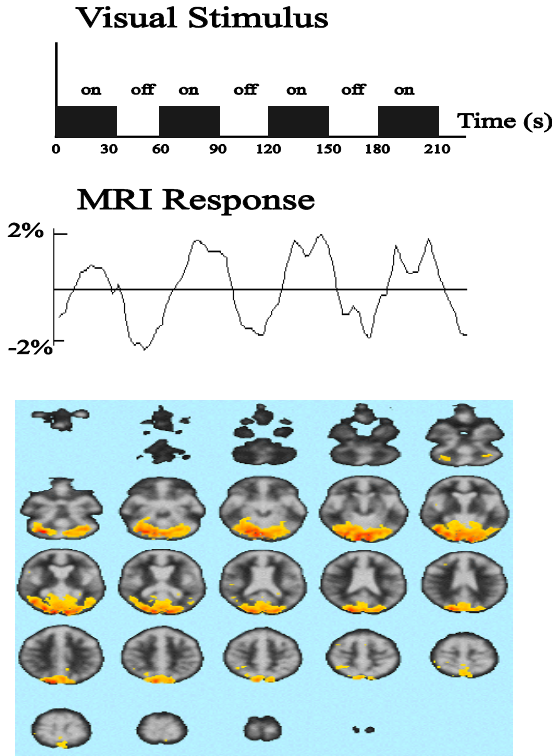 Visual Stimulus
on off on off on off on
Time (s)
0 30 60 90 120 150 180 210
MRI Response
2%
-2%